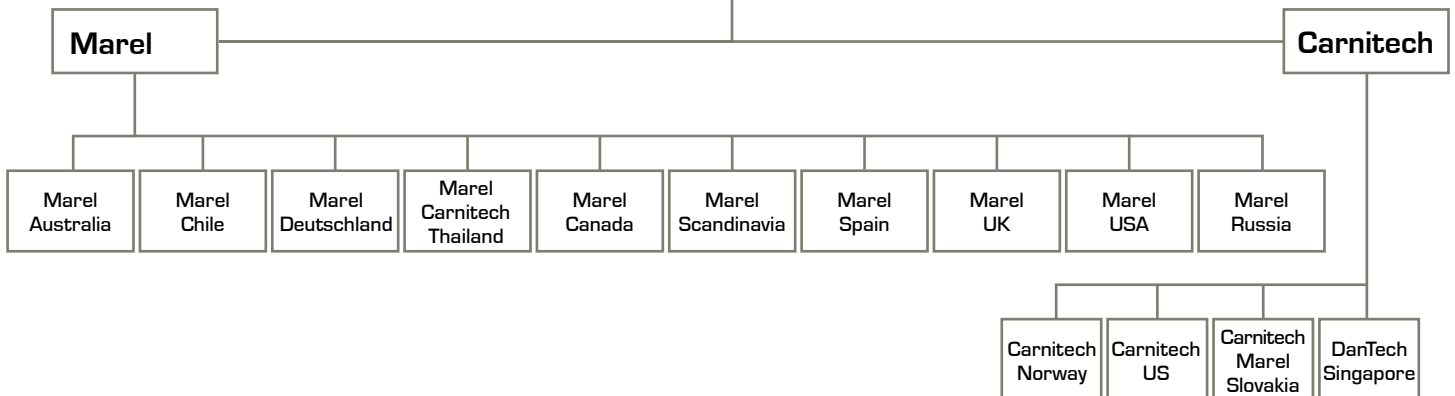 Marel
Carnitech
Marel
Australia
Marel
Chile
Marel
Deutschland
Marel
Carnitech
Thailand
Marel
Canada
Marel
Scandinavia
Marel
Spain
Marel
UK
Marel
USA
Marel
Russia
Carnitech
Norway
Carnitech
US
Carnitech
Marel
Slovakia
DanTech
Singapore